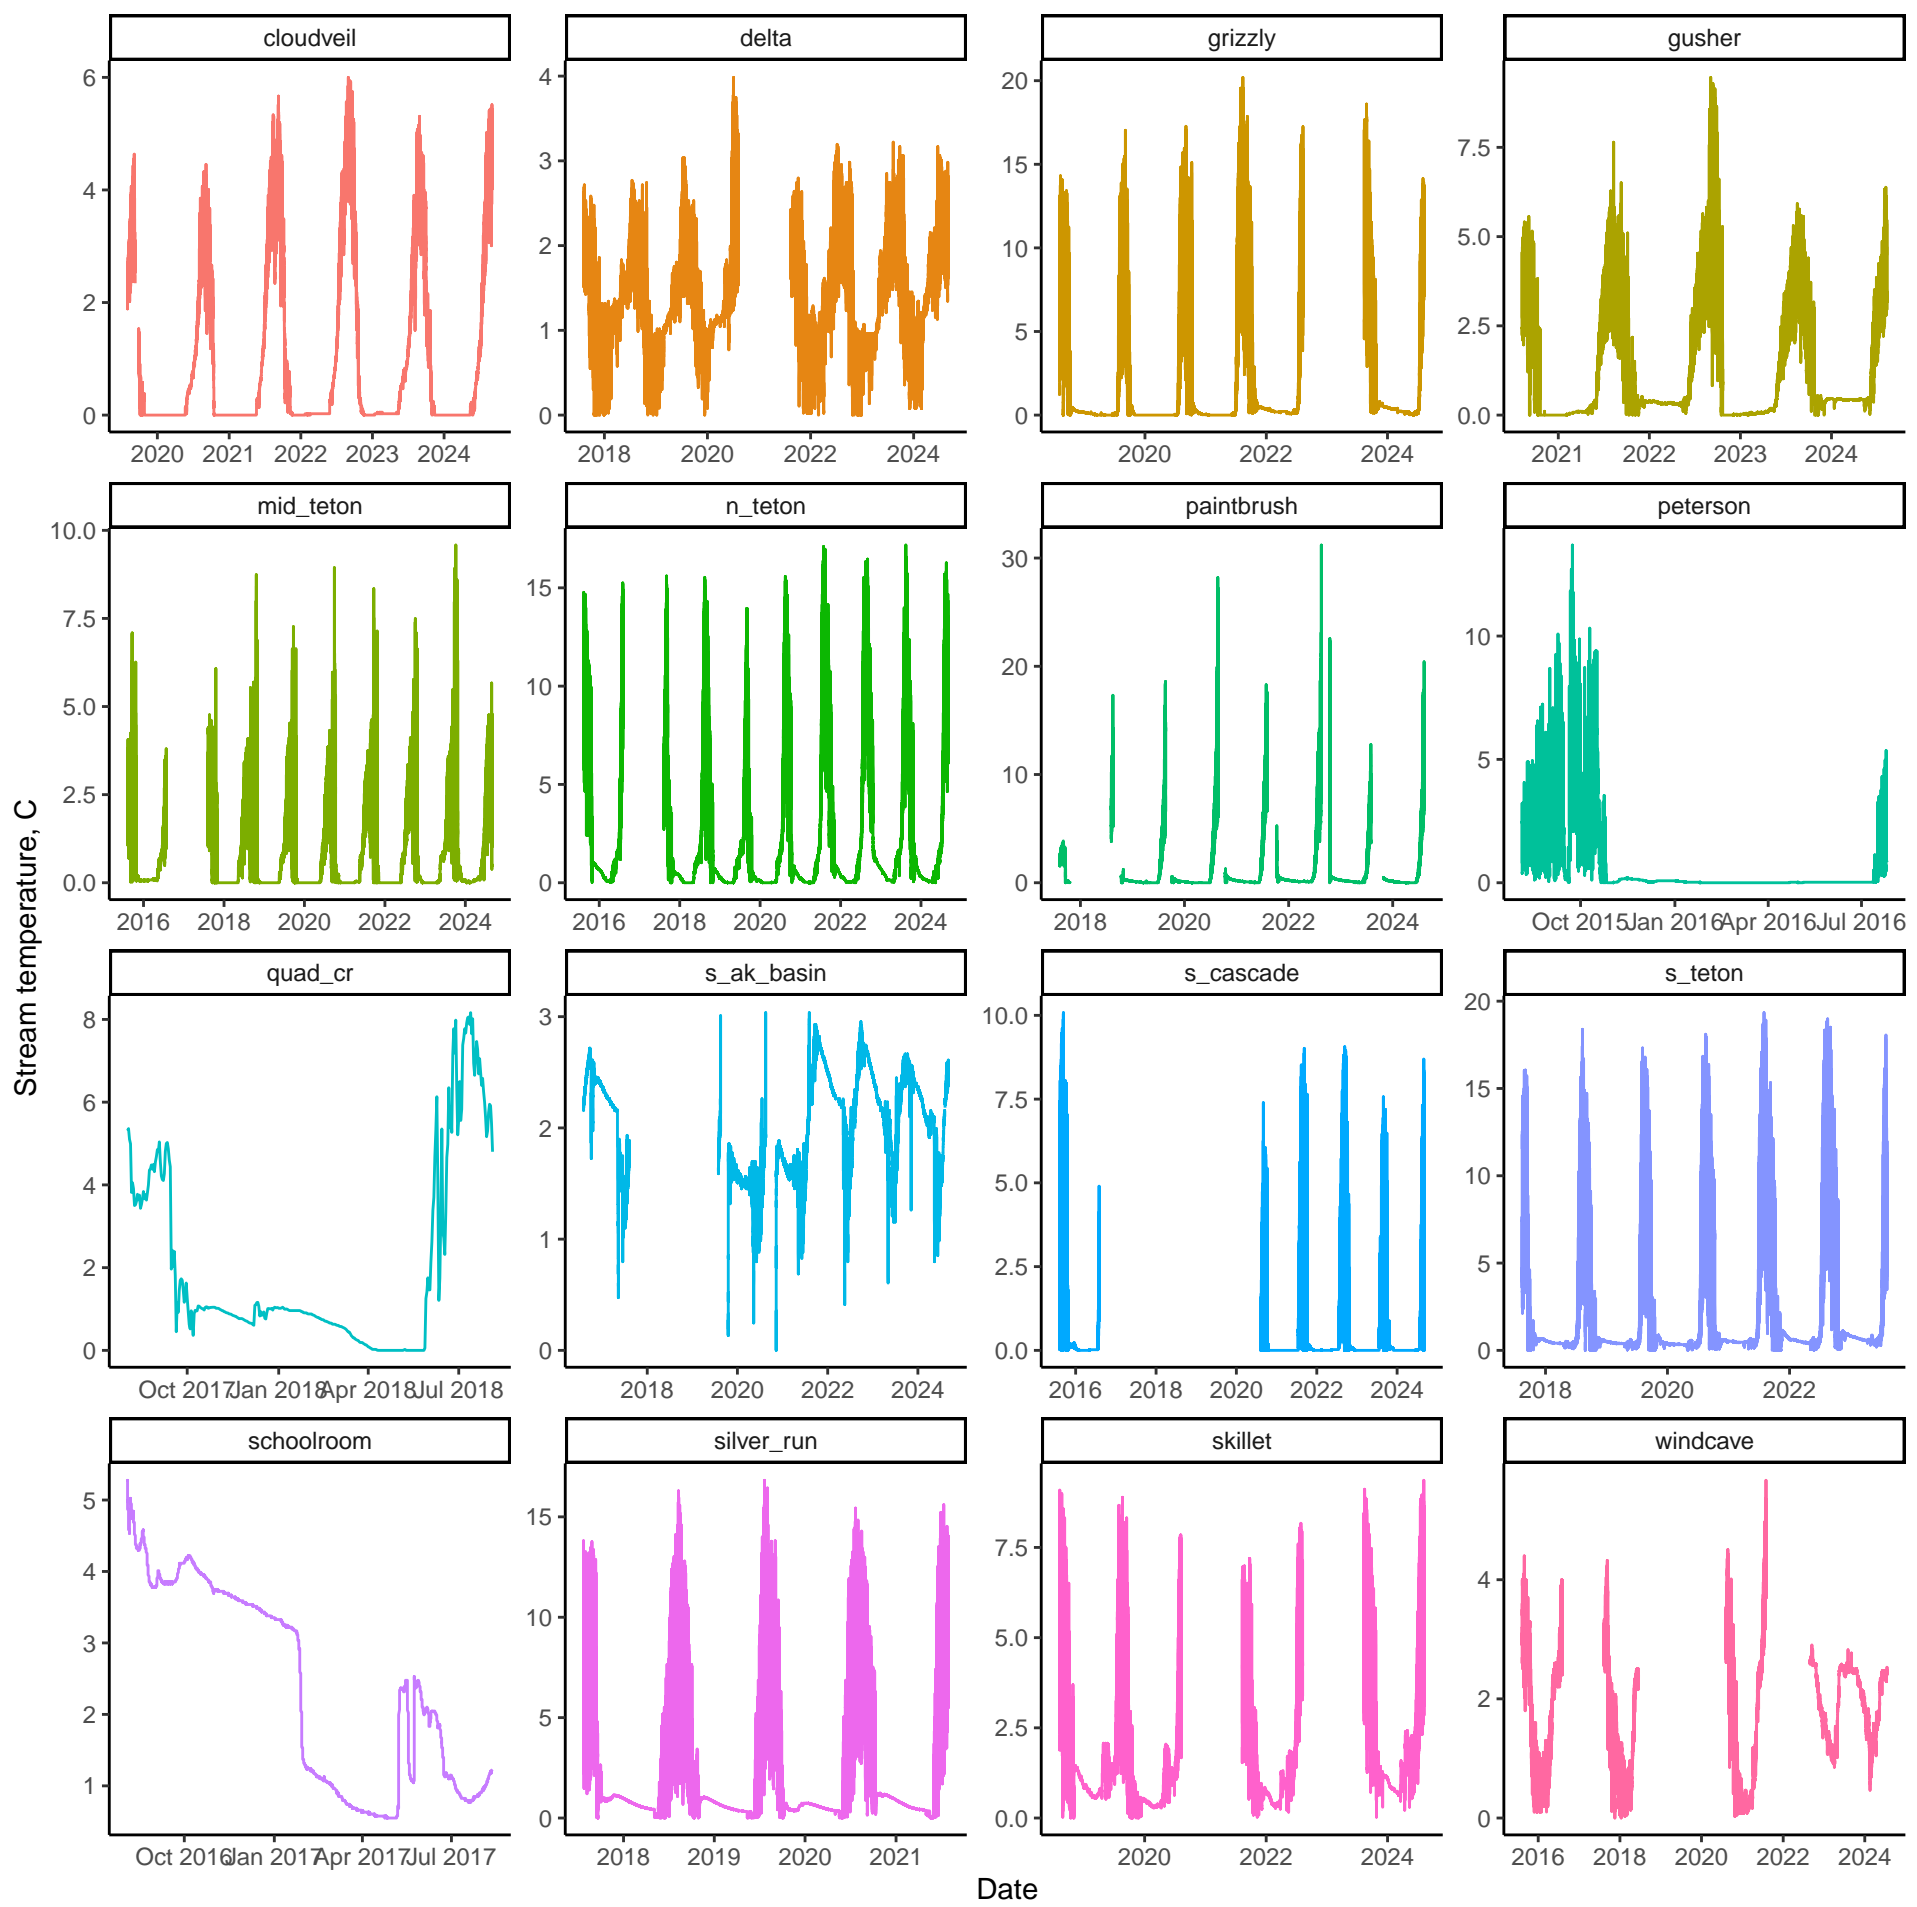 cloudveil delta grizzly gusher
6 4 2 0
4 3 2 1 0
20 15 10 5 0
7.5 5.0 2.5 0.0
2020 2021 2022 2023 2024
2018 2020 2022 2024
2020 2022 2024
2021 2022 2023 2024
mid_teton n_teton paintbrush peterson
10.0 7.5 5.0 2.5 0.0
15 10 5 0
30 20 10 0
10 5 0
2016 2018 2020 2022 2024
2016 2018 2020 2022 2024
2018 2020 2022 2024
Oct 2015 Jan 2016 Apr 2016 Jul 2016
Stream temperature, C
quad_cr s_ak_basin s_cascade s_teton
8 6 4 2 0
3 2 1 0
10.0 7.5 5.0 2.5 0.0
20 15 10 5 0
Oct 2017 Jan 2018 Apr 2018 Jul 2018
2018 2020 2022 2024
2016 2018 2020 2022 2024
2018 2020 2022
schoolroom silver_run skillet windcave
5 4 3 2 1
15 10 5 0
7.5 5.0 2.5 0.0
4 2 0
Oct 2016 Jan 2017 Apr 2017 Jul 2017
2018 2019 2020 2021
2020 2022 2024
2016 2018 2020 2022 2024
Date